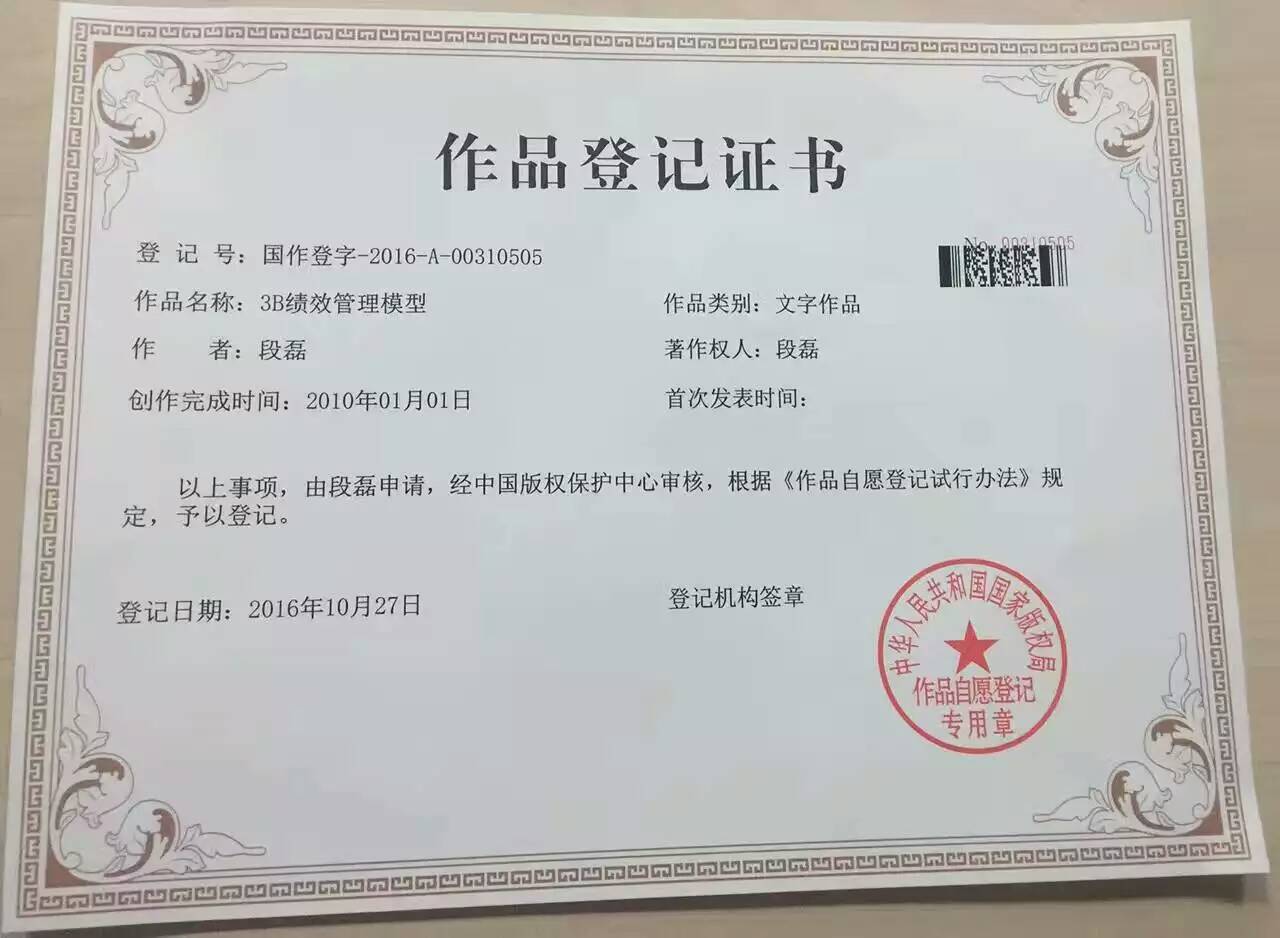 作品登记证书
No. 00310505
登 记 号：国作登字-2016-A-00310505
作品名称：3B绩效管理模型 作品类别：文字作品
作 者：段磊 著作权人：段磊
创作完成时间：2010年01月01日 首次发表时间：
以上事项，由段磊申请，经中国版权保护中心审核，根据《作品自愿登记试行办法》规
定，予以登记。
登记日期：2016年10月27日 登记机构签章
中华人民共和国国家版权局
作品自愿登记
专用章